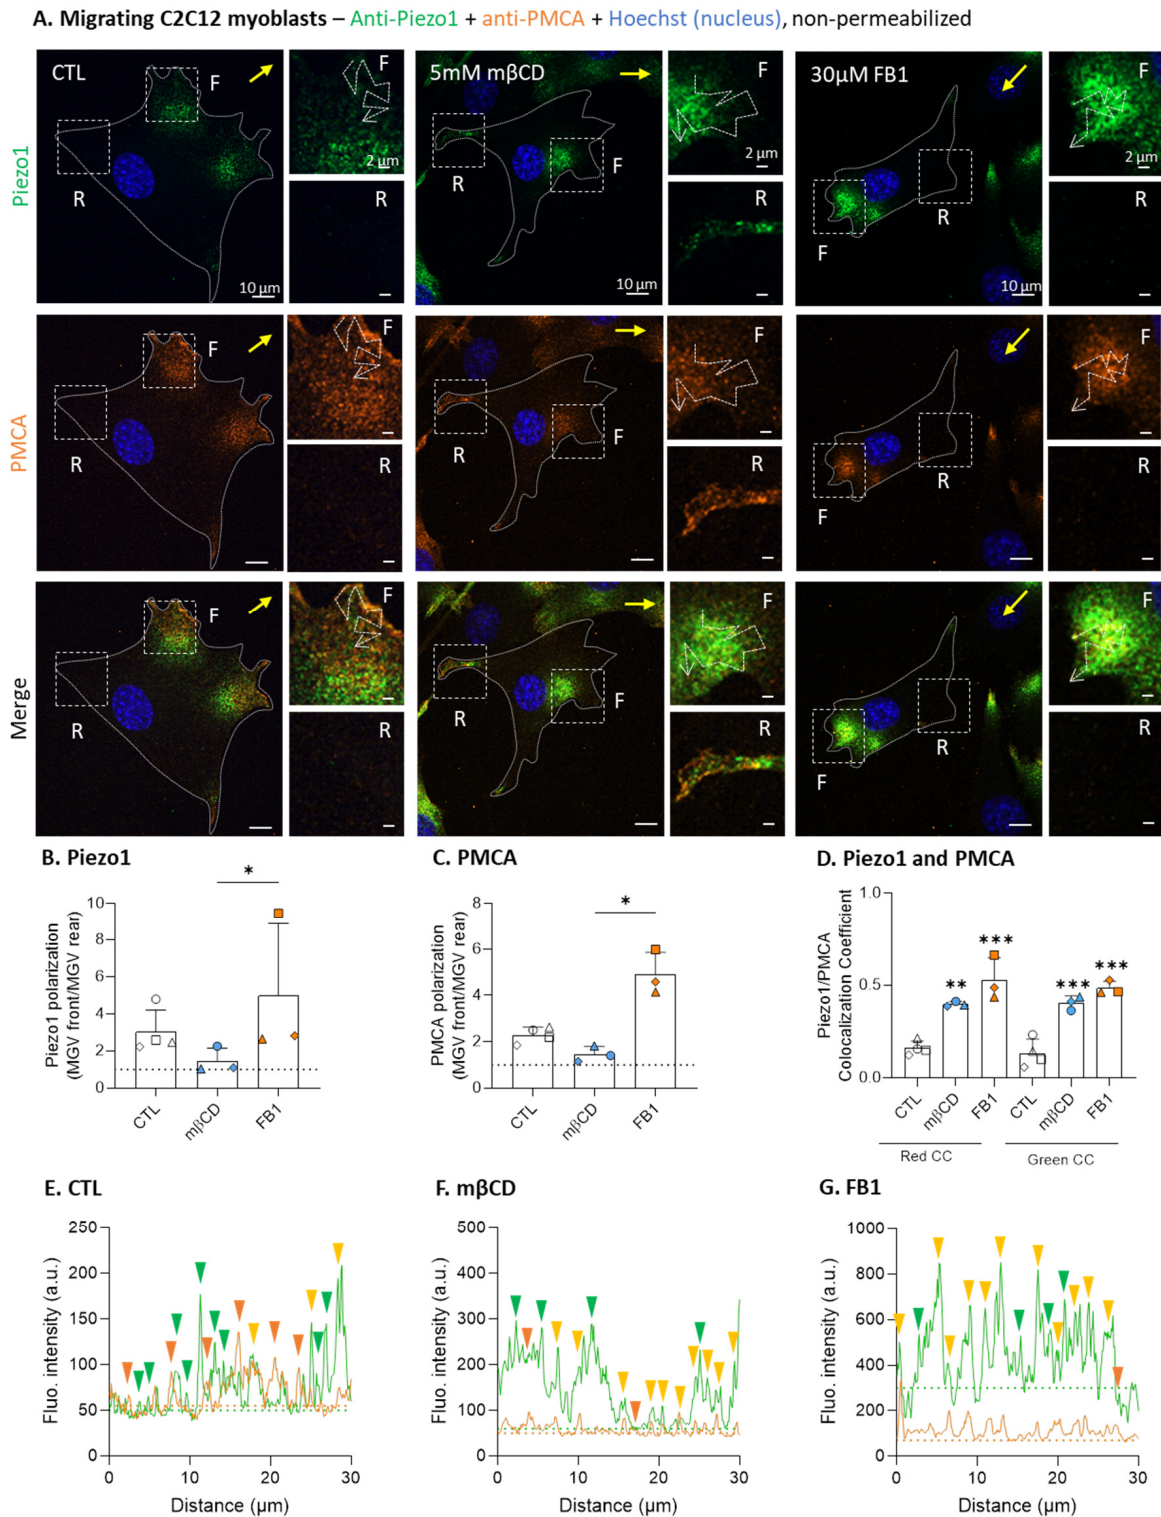 A. Migrating C2C12 myoblasts – Anti-Piezo1 + anti-PMCA + Hoechst (nucleus), non-permeabilized
CTL
F
R
10 µm
F
2 µm
R
5mM mβCD
R
F
10 µm
F
2 µm
R
30µM FB1
F
R
10 µm
F
2 µm
R
Piezo1
F
R
F
R
R
F
F
R
F
R
F
R
PMCA
F
R
F
R
R
F
F
R
F
R
F
R
Merge
B. Piezo1
*
10
8
6
4
2
0
Piezo1 polarization
(MGV front/MGV rear)
CTL
mβCD
FB1
C. PMCA
*
8
6
4
2
0
PMCA polarization
(MGV front/MGV rear)
CTL
mβCD
FB1
D. Piezo1 and PMCA
1.0
0.5
0.0
Piezo1/PMCA
Colocalization Coefficient
** *** *** ***
CTL
mβCD
FB1
CTL
mβCD
FB1
Red CC
Green CC
E. CTL
250
200
150
100
50
0
Fluo. intensity (a.u.)
0 10 20 30
Distance (µm)
F. mβCD
500
400
300
200
100
0
Fluo. intensity (a.u.)
0 10 20 30
Distance (µm)
G. FB1
1000
800
600
400
200
0
Fluo. intensity (a.u.)
0 10 20 30
Distance (µm)